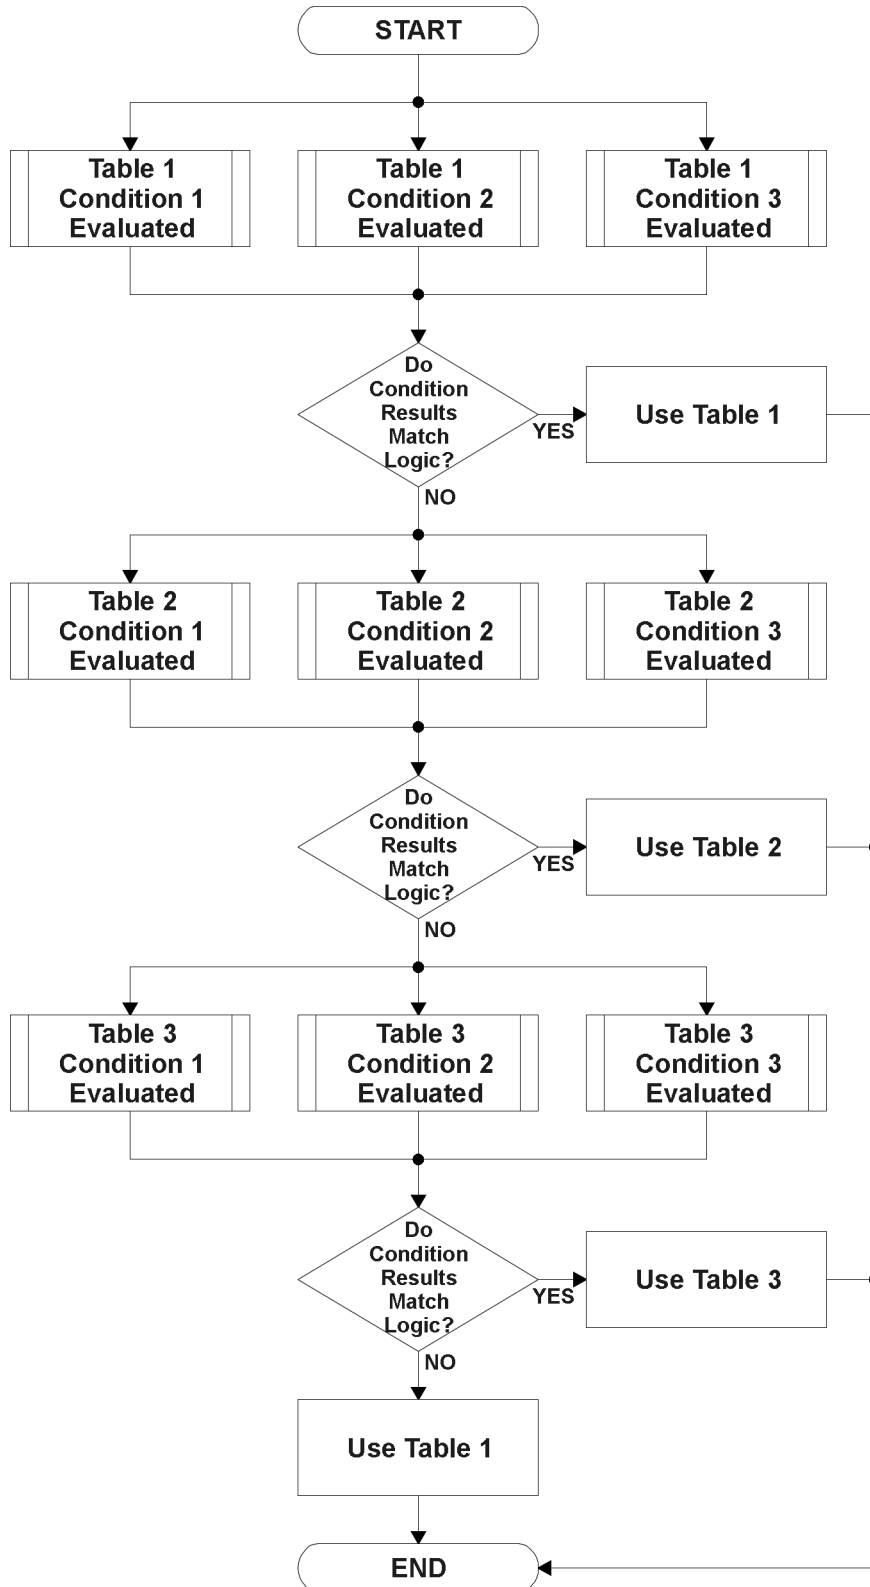 START
Table 1
Condition 1
Evaluated
Table 1
Condition 2
Evaluated
Table 1
Condition 3
Evaluated
Do
Condition
Results
Match
Logic?
YES
Use Table 1
NO
Table 2
Condition 1
Evaluated
Table 2
Condition 2
Evaluated
Table 2
Condition 3
Evaluated
Do
Condition
Results
Match
Logic?
YES
Use Table 2
NO
Table 3
Condition 1
Evaluated
Table 3
Condition 2
Evaluated
Table 3
Condition 3
Evaluated
Do
Condition
Results
Match
Logic?
YES
Use Table 3
NO
Use Table 1
END